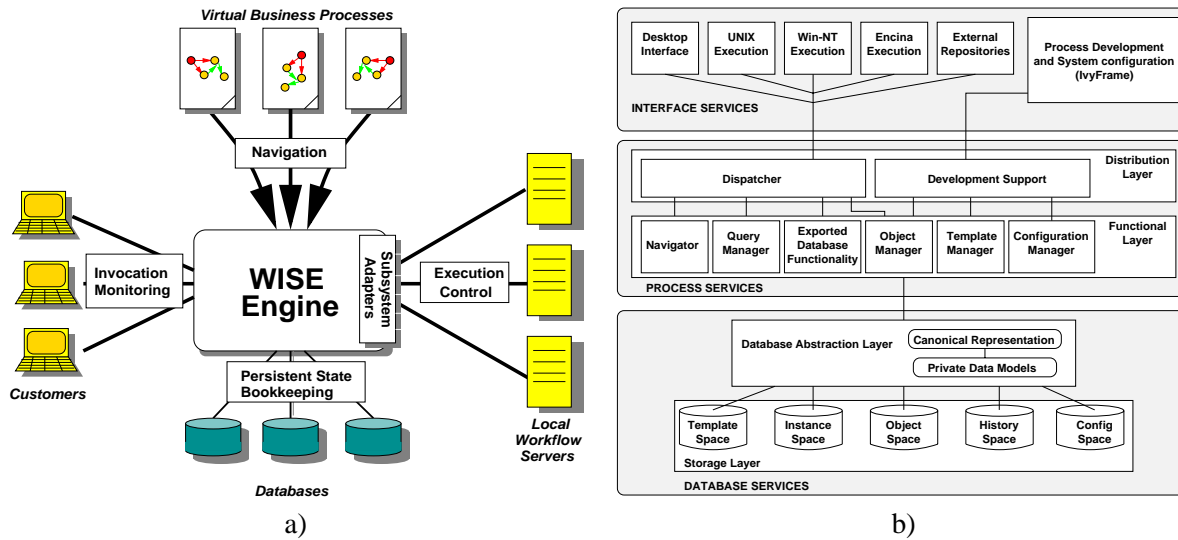 Virtual Business Processes
Navigation
Invocation
Monitoring
WISE
Engine
Subsystem
Adapters
Execution
Control
Customers
Persistent State
Bookkeeping
Local
Workflow
Servers
Databases
a)
Desktop
Interface
UNIX
Execution
Win-NT
Execution
Encina
Execution
External
Repositories
Process Development
and System configuration
(IvyFrame)
INTERFACE SERVICES
Dispatcher
Development Support
Distribution
Layer
Navigator
Query
Manager
Exported
Database
Functionality
Object
Manager
Template
Manager
Configuration
Manager
Functional
Layer
PROCESS SERVICES
Database Abstraction Layer
Canonical Representation
Private Data Models
Template
Space
Instance
Space
Object
Space
History
Space
Config
Space
Storage Layer
DATABASE SERVICES
b)